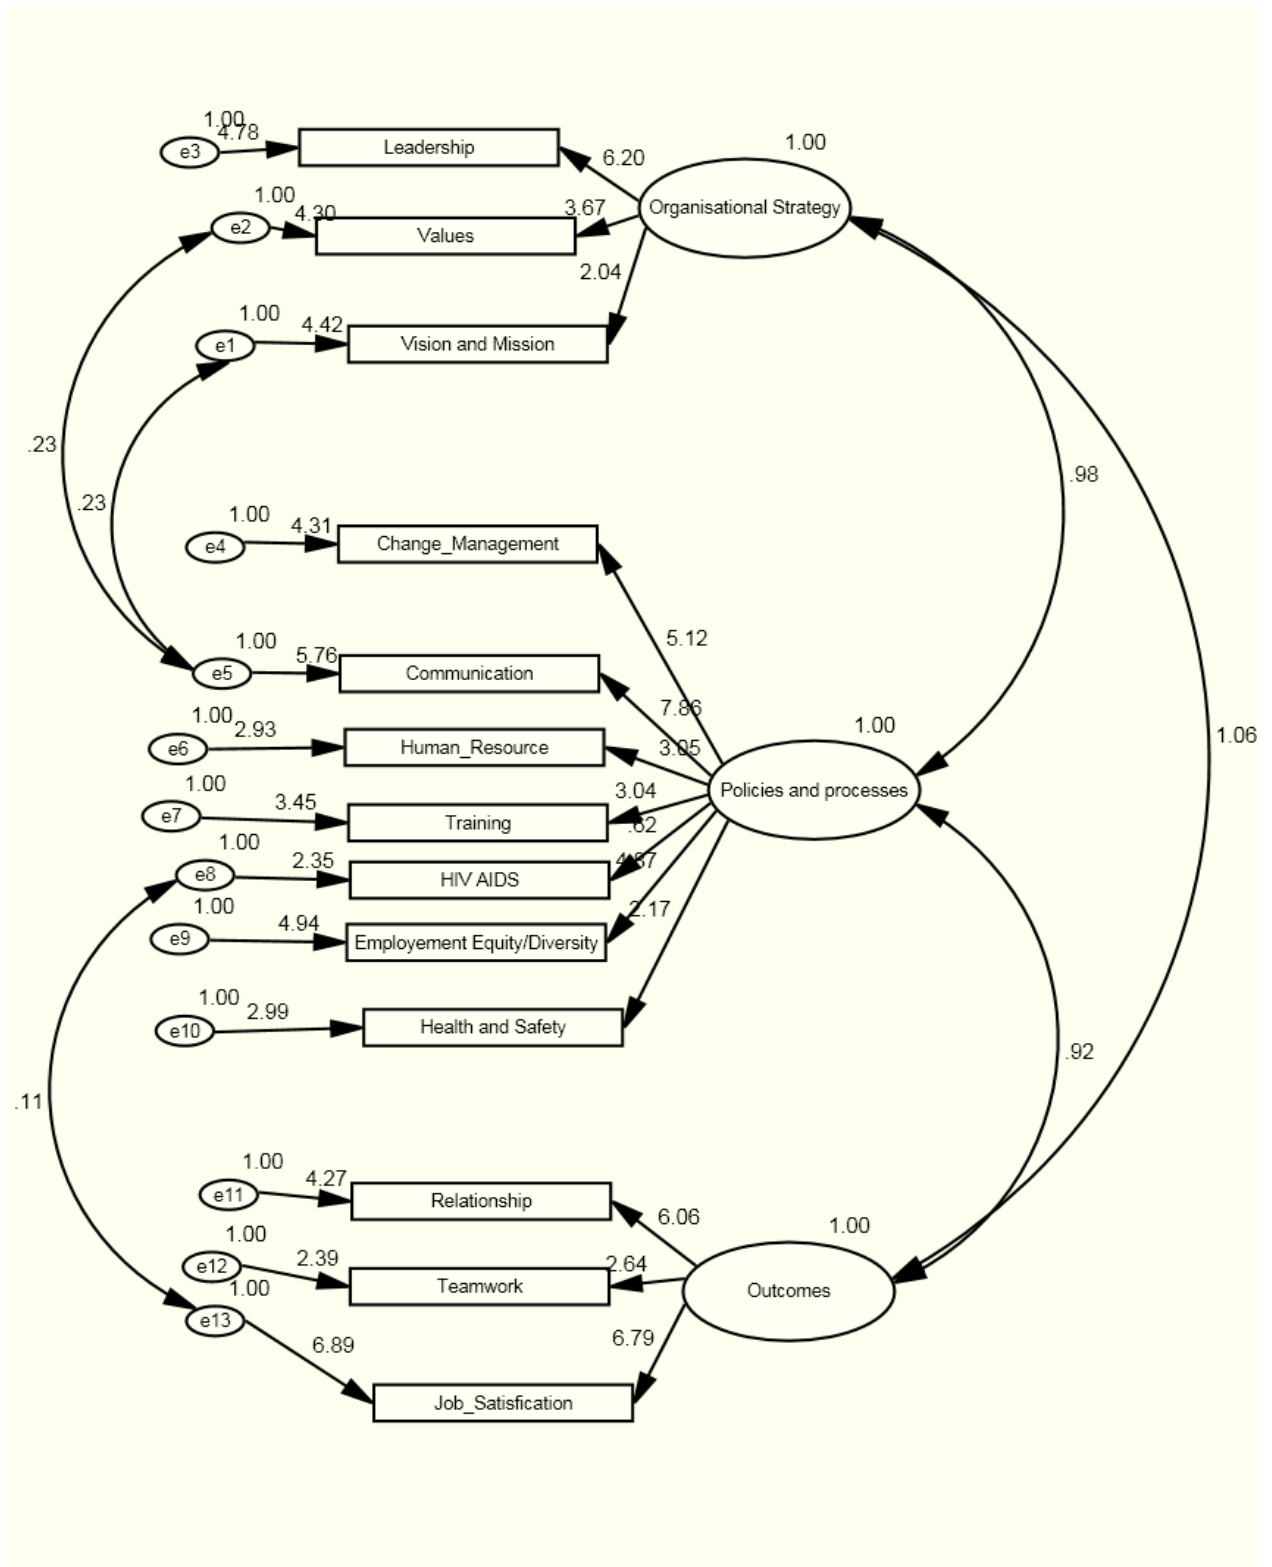 1.00
4.78
e3
Leadership
6.20
1.00
Organisational Strategy
1.00
4.30
e2
Values
3.67
2.04
1.00
4.42
e1
Vision and Mission
.23
.23
.98
1.00
4.31
e4
Change_Management
5.12
1.00
5.76
e5
Communication
7.86
1.00
2.93
e6
Human_Resource
3.05
1.00
Policies and processes
1.06
1.00
3.45
e7
Training
3.04
.62
1.00
2.35
e8
HIV AIDS
4.87
1.00
4.94
e9
Employement Equity/Diversity
2.17
1.00
2.99
e10
Health and Safety
.92
.11
1.00
4.27
e11
Relationship
6.06
1.00
Outcomes
1.00
2.39
e12
Teamwork
2.64
1.00
e13
6.89
6.79
Job_Satisfication